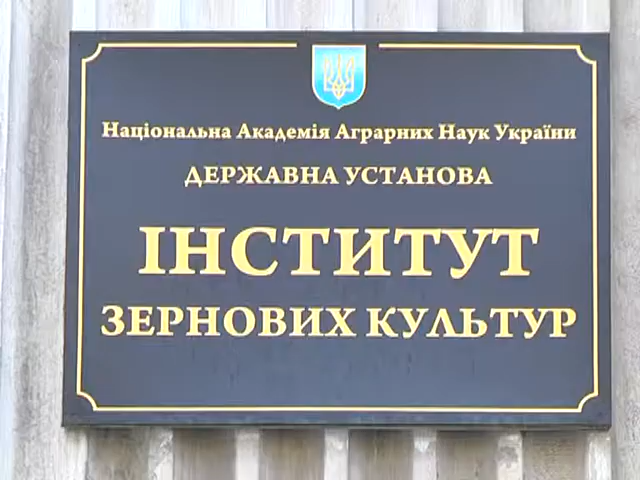 Національна Академія Аграрних Наук України
ДЕРЖАВНА УСТАНОВА
ІНСТИТУТ
ЗЕРНОВИХ КУЛЬТУР